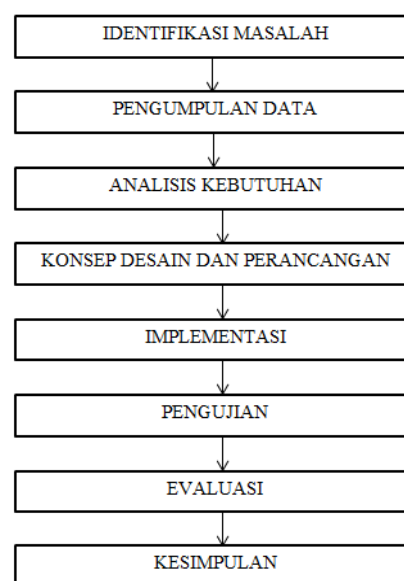 IDENTIFIKASI MASALAH
PENGUMPULAN DATA
ANALISIS KEBUTUHAN
KONSEP DESAIN DAN PERANCANGAN
IMPLEMENTASI
PENGUJIAN
EVALUASI
KESIMPULAN